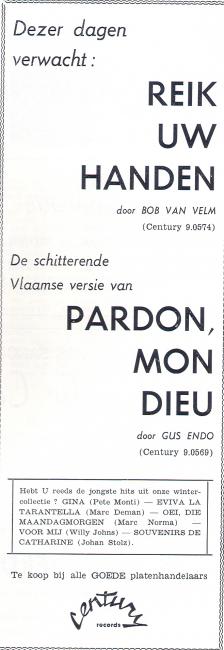 Dezer dagen
verwacht :
REIK
UW
HANDEN
door BOB VAN VELM
(Century 9.0574)
De schitterende
Vlaamse versie van
PARDON,
MON
DIEU
door GUS ENDO
(Century 9.0569)
Hebt U reeds de jongste hits uit onze winter-
collectie ? GINA (Pete Monti) — EVIVA LA
TARANTELLA (Marc Deman) — OEI, DIE
MAANDAGMORGEN (Marc Norma) —
VOOR MIJ (Willy Johns) — SOUVENIRS DE
CATHARINE (Johan Stolz).
Te koop bij alle GOEDE platenhandelaars
century
records